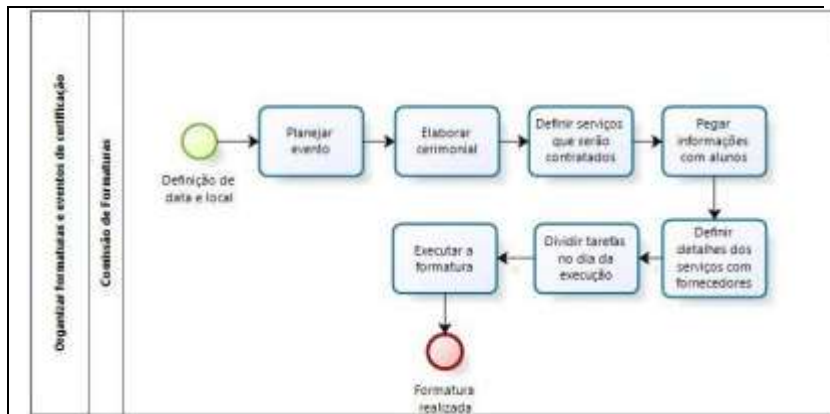 Organizar formaturas e eventos de certificação
Comissão de Formaturas
Definição de
data e local
Planejar
evento
Elaborar
cerimonial
Definir serviços
que serão
contratados
Pegar
informações
com alunos
Definir
detalhes dos
serviços com
fornecedores
Dividir tarefas
no dia da
execução
Executar a
formatura
Formatura
realizada